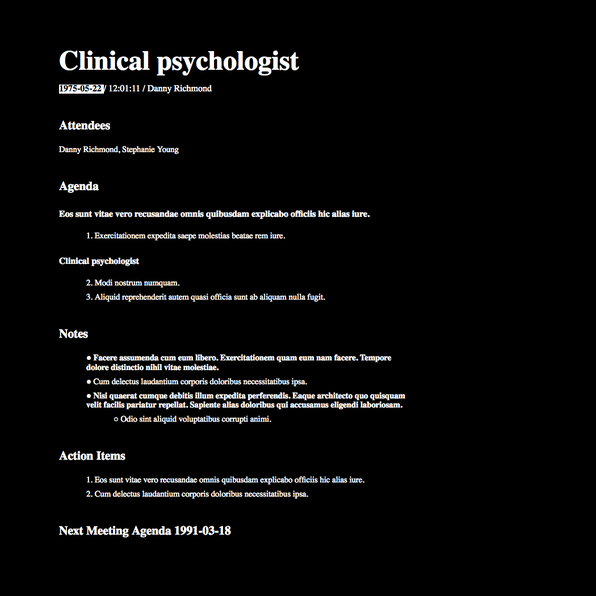 Clinical psychologist
1975-05-22 / 12:01:11 / Danny Richmond
Attendees
Danny Richmond, Stephanie Young
Agenda
Eos sunt vitae vero recusandae omnis quibusdam explicabo officiis hic alias iure.
1. Exercitationem expedita saepe molestias beatae rem iure.
Clinical psychologist
2. Modi nostrum numquam.
3. Aliquid reprehenderit autem quasi officia sunt ab aliquam nulla fugit.
Notes
● Facere assumenda cum eum libero. Exercitationem quam eum nam facere. Tempore
dolore distinctio nihil vitae molestiae.
● Cum delectus laudantium corporis doloribus necessitatibus ipsa.
● Nisi quaerat cumque debitis illum expedita perferendis. Eaque architecto quo quisquam
velit facilis pariatur repellat. Sapiente alias doloribus qui accusamus eligendi laboriosam.
○ Odio sint aliquid voluptatibus corrupti animi.
Action Items
1. Eos sunt vitae vero recusandae omnis quibusdam explicabo officiis hic alias iure.
2. Cum delectus laudantium corporis doloribus necessitatibus ipsa.
Next Meeting Agenda 1991-03-18